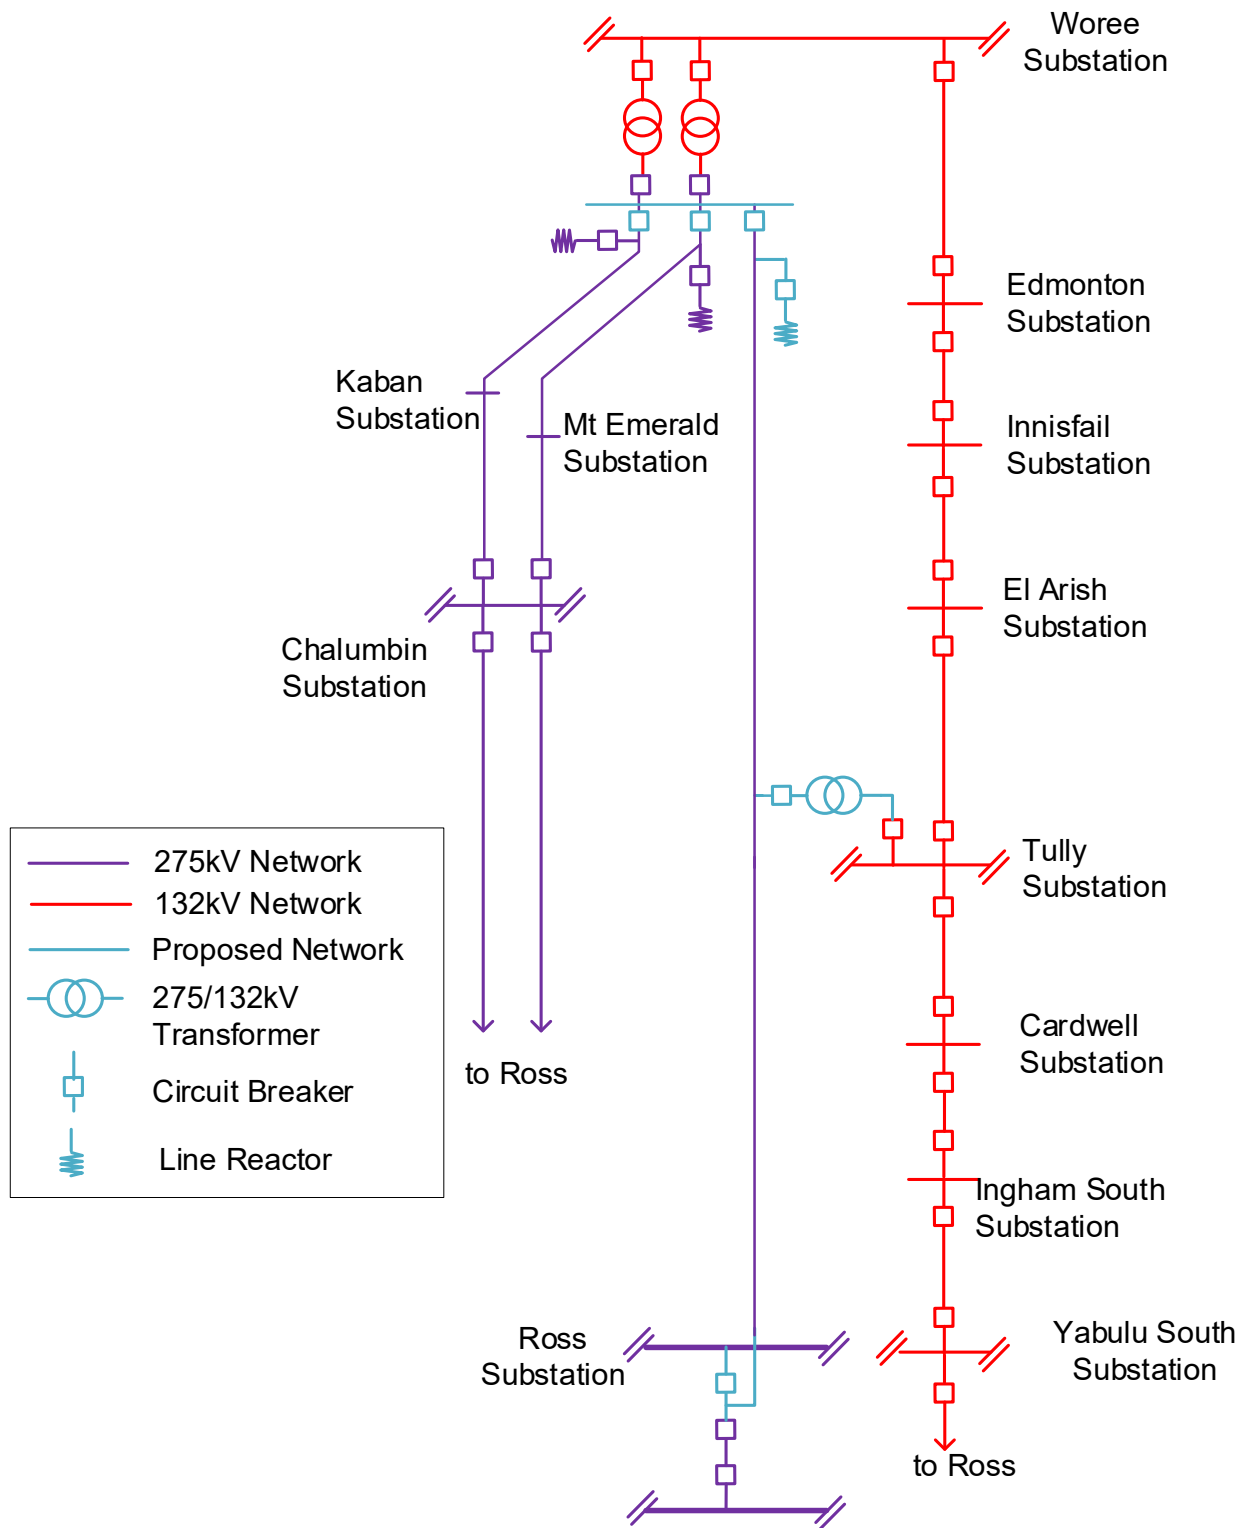 Woree
Substation
Edmonton
Substation
Kaban
Substation
Mt Emerald
Substation
Innisfail
Substation
El Arish
Substation
Chalumbin
Substation
275kV Network
132kV Network
Proposed Network
275/132kV
Transformer
Circuit Breaker
Line Reactor
to Ross
Tully
Substation
Cardwell
Substation
Ingham South
Substation
Ross
Substation
Yabulu South
Substation
to Ross